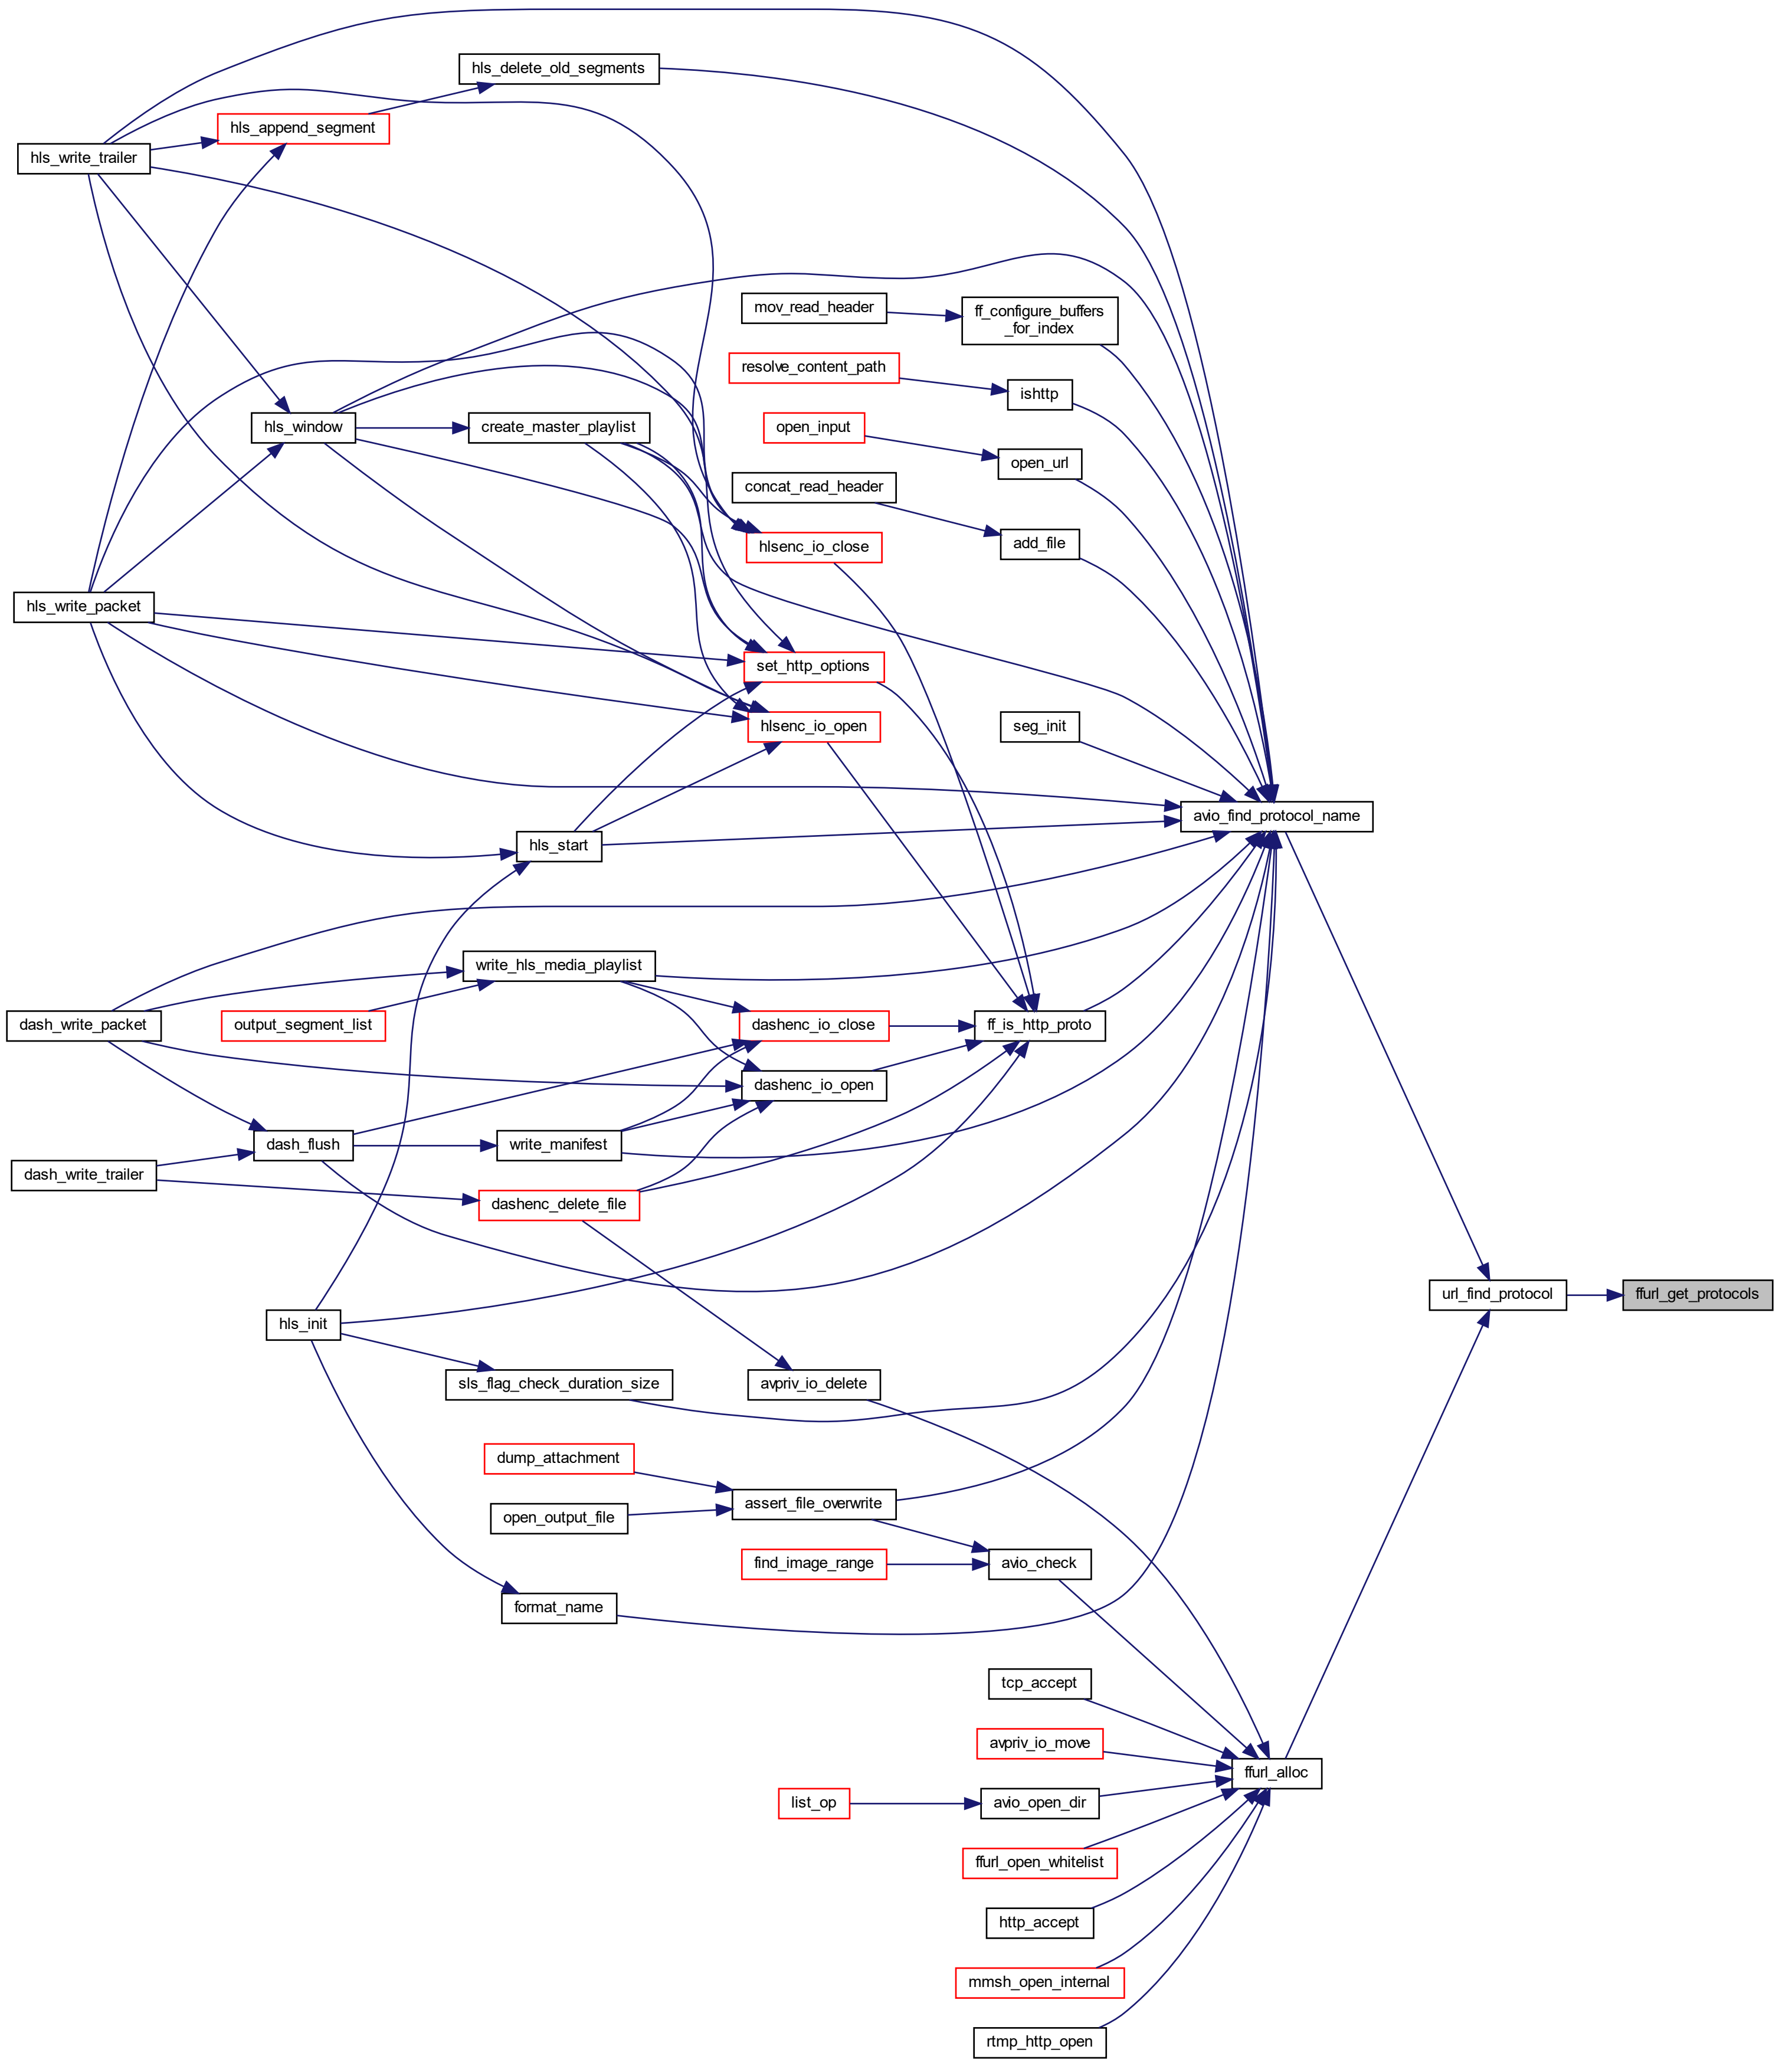 hls_delete_old_segments
hls_append_segment
hls_write_trailer
mov_read_header
ff_configure_buffers
_for_index
resolve_content_path
ishttp
hls_window
create_master_playlist
open_input
open_url
concat_read_header
add_file
hlsenc_io_close
hls_write_packet
set_http_options
hlsenc_io_open
seg_init
avio_find_protocol_name
hls_start
write_hls_media_playlist
dash_write_packet
output_segment_list
dashenc_io_close
ff_is_http_proto
dashenc_io_open
dash_flush
write_manifest
dash_write_trailer
dashenc_delete_file
url_find_protocol
ffurl_get_protocols
hls_init
sls_flag_check_duration_size
avpriv_io_delete
dump_attachment
assert_file_overwrite
open_output_file
find_image_range
avio_check
format_name
tcp_accept
avpriv_io_move
ffurl_alloc
list_op
avio_open_dir
ffurl_open_whitelist
http_accept
mmsh_open_internal
rtmp_http_open